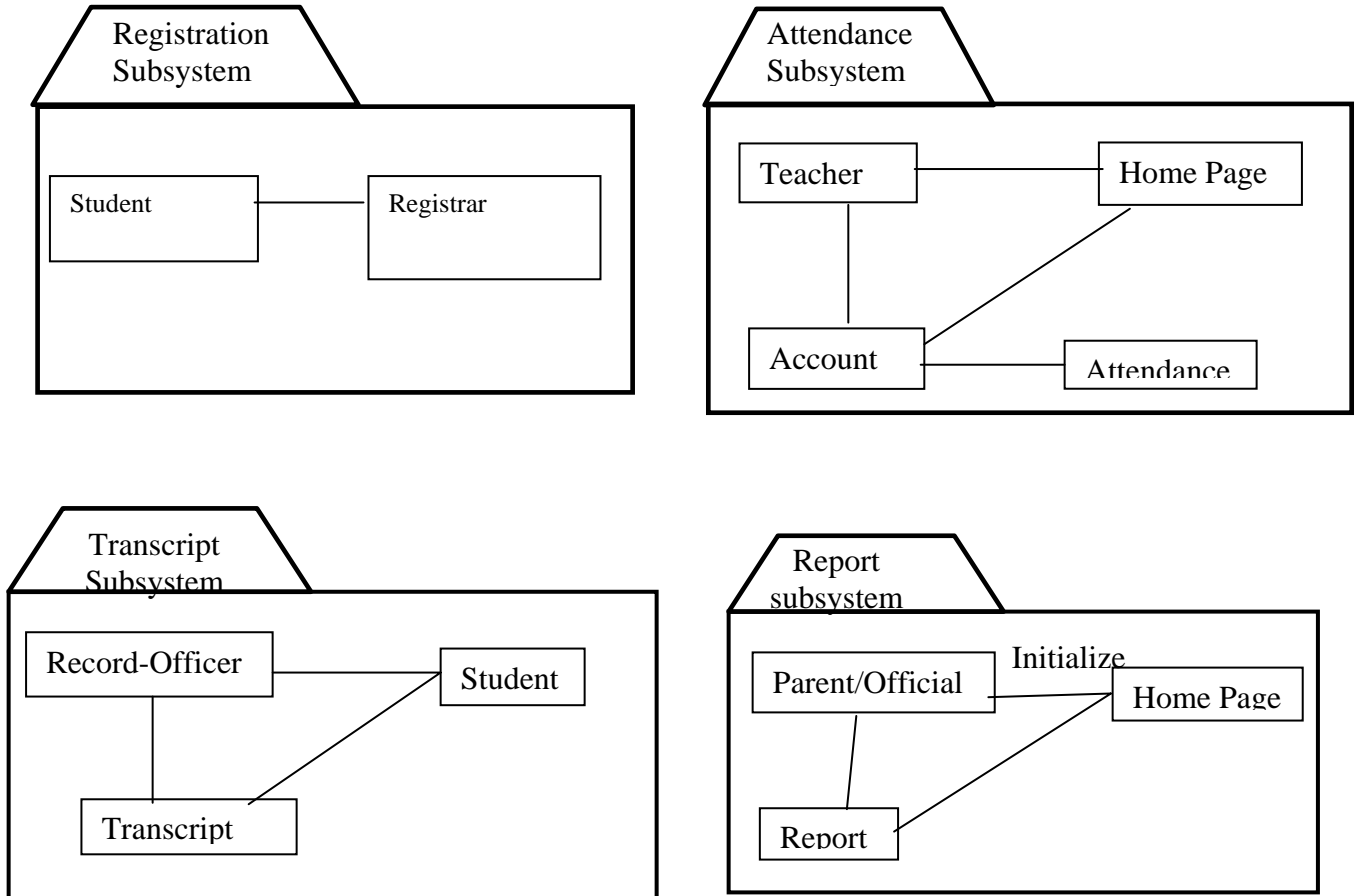 Registration
Subsystem
Student
Registrar
Attendance
Subsystem
Teacher
Home Page
Account
Attendance
Transcript
Subsystem
Record-Officer
Student
Transcript
Report
subsystem
Parent/Official
Initialize
Home Page
Report